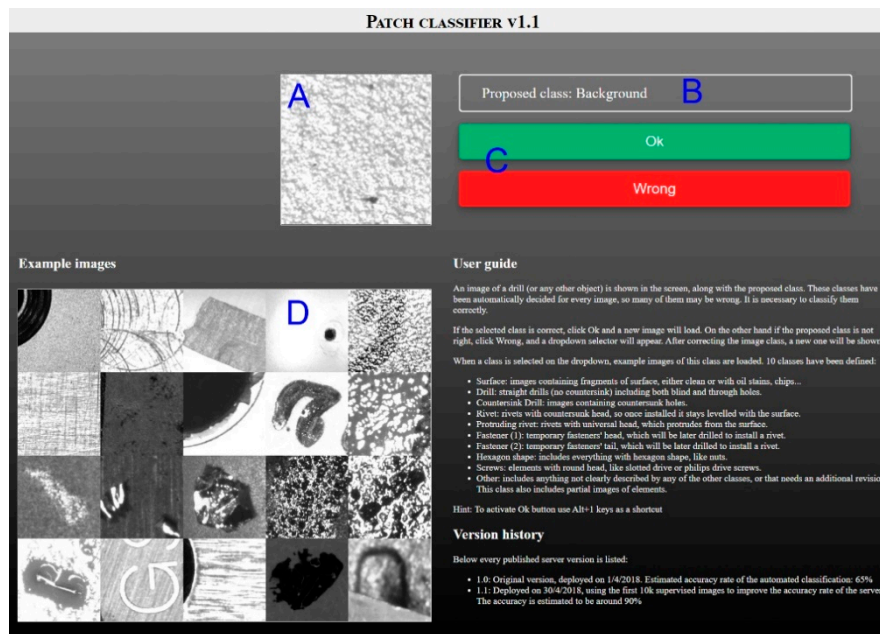 PATCH CLASSIFIER V1.1
A
Proposed class: Background B
Ok
C
Wrong
Example images
D
G
User guide
An image of a drill (or any other object) is shown in the screen, along with the proposed class. These classes have
been automatically decided for every image, so many of them may be wrong. It is necessary to classify them
correctly.
If the selected class is correct, click Ok and a new image will load. On the other hand if the proposed class is not
right, click Wrong, and a dropdown selector will appear. After correcting the image class, a new one will be shown
When a class is selected on the dropdown, example images of this class are loaded. 10 classes have been defined:
• Surface: images containing fragments of surface, either clean or with oil stains, chips...
• Drill: straight drills (no countersink) including both blind and through holes.
• Countersink Drill: images containing countersunk holes.
• Rivet: rivets with countersunk head, so once installed it stays levelled with the surface.
• Protruding rivet: rivets with universal head, which protrudes from the surface.
• Fastener (1): temporary fasteners' head, which will be later drilled to install a rivet.
• Fastener (2): temporary fasteners' tail, which will be later drilled to install a rivet.
• Hexagon shape: includes everything with hexagon shape, like nuts.
• Screws: elements with round head, like slotted drive or philips drive screws.
• Other: includes anything not clearly described by any of the other classes, or that needs an additional revisio
This class also includes partial images of elements.
Hint: To activate Ok button use Alt+1 keys as a shortcut
Version history
Below every published server version is listed:
• 1.0: Original version, deployed on 1/4/2018. Estimated accuracy rate of the automated classification: 65%
• 1.1: Deployed on 30/4/2018, using the first 10k supervised images to improve the accuracy rate of the server
The accuracy is estimated to be around 90%